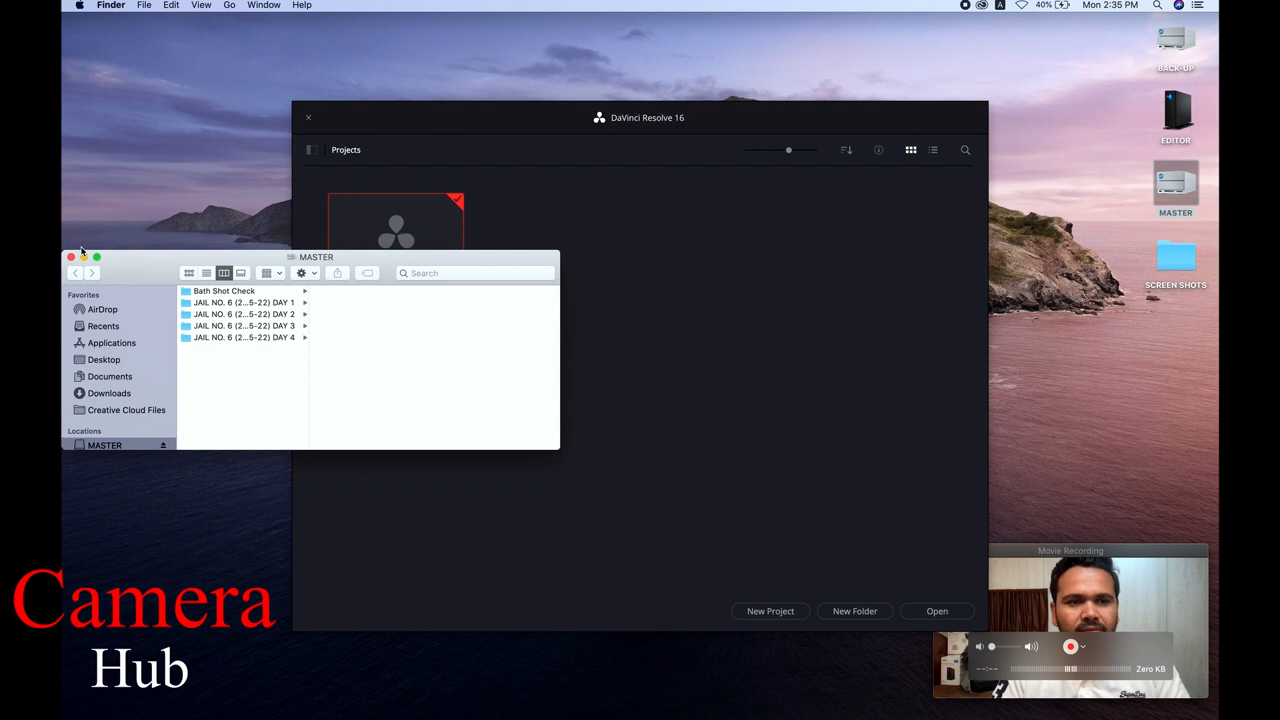 Finder File Edit View Go Window Help
A 40% Mon 2:35 PM
BACK-UP
EDITOR
MASTER
SCREEN SHOTS
DaVinci Resolve 16
Projects
MASTER
Search
Favorites
AirDrop
Recents
Applications
Desktop
Documents
Downloads
Creative Cloud Files
Locations
MASTER
Bath Shot Check
JAIL NO. 6 (2...5-22) DAY 1
JAIL NO. 6 (2...5-22) DAY 2
JAIL NO. 6 (2...5-22) DAY 3
JAIL NO. 6 (2...5-22) DAY 4
New Project New Folder Open
Movie Recording
--:-- Zero KB
Camera
Hub